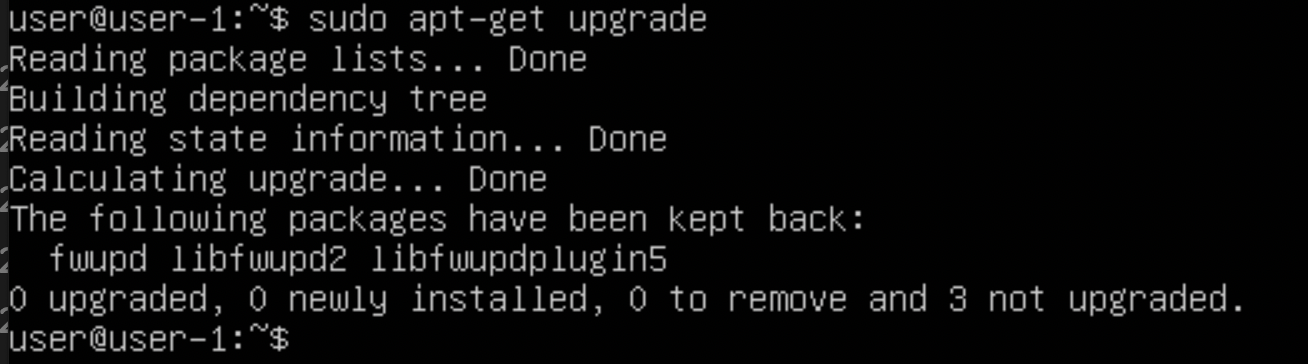 user@user-1:~$ sudo apt-get upgrade
Reading package lists... Done
Building dependency tree
Reading state information... Done
Calculating upgrade... Done
The following packages have been kept back:
  fwupd libfwupd2 libfwupdplugin5
0 upgraded, 0 newly installed, 0 to remove and 3 not upgraded.
user@user-1:~$